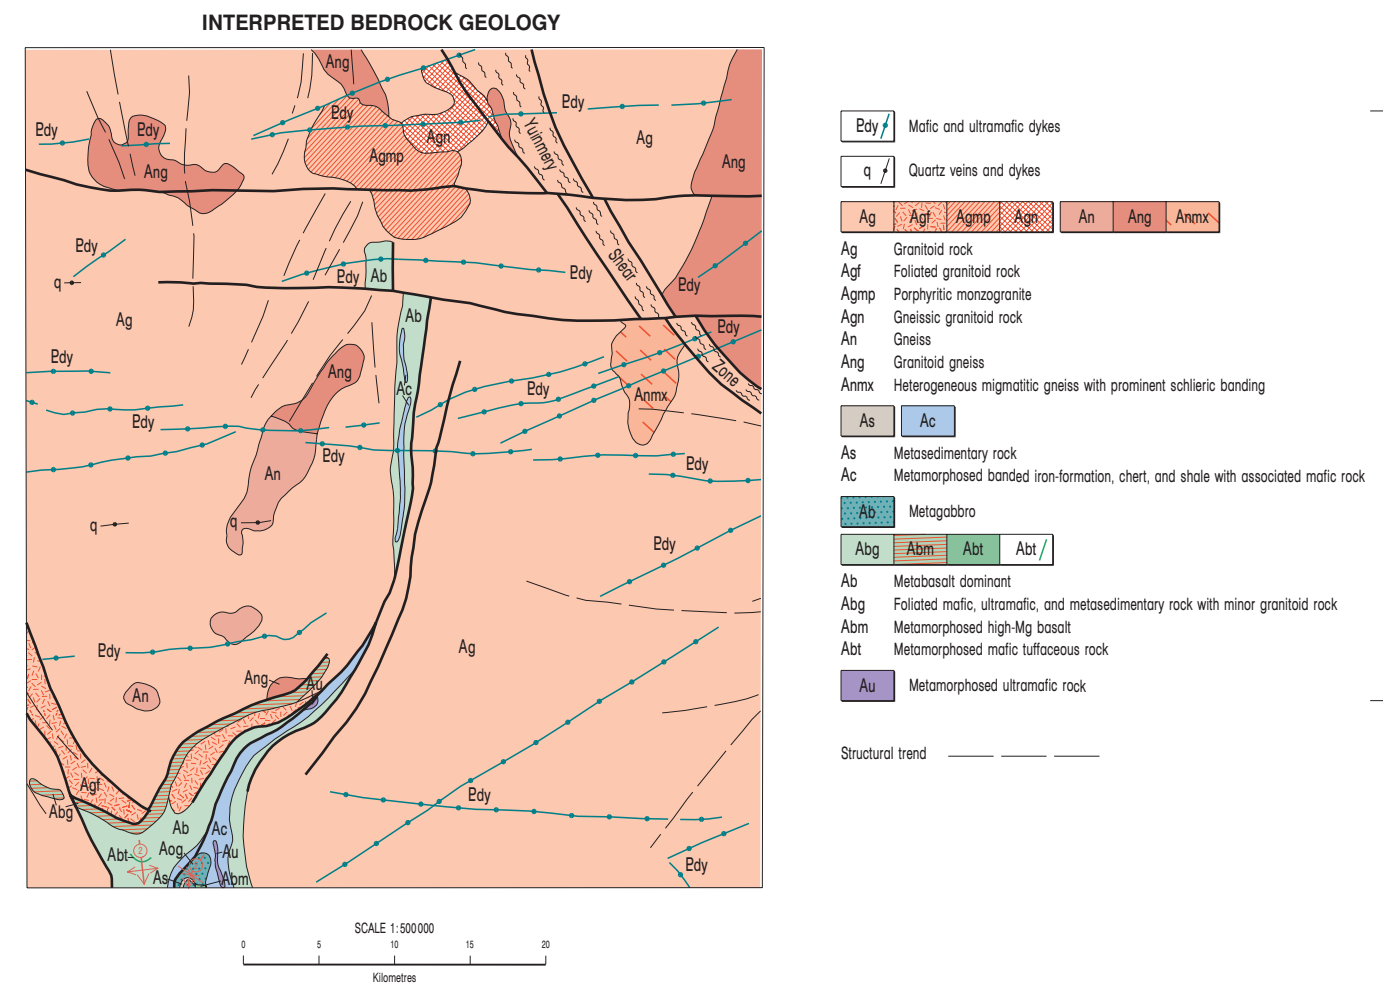 INTERPRETED BEDROCK GEOLOGY
Ang
Pdy
Pdy
Pdy
Pdy
Agn
Yuinmery
Ag
Agmp
Ang
Ang
Pdy
q
Pdy
Ab
Pdy
Shear
Pdy
Ag
Ab
Pdy
Pdy
Ang
Zone
Ac
Pdy
Anmx
Pdy
Pdy
Pdy
An
q
q
Pdy
Ag
Pdy
Ang
Au
An
Agf
Pdy
Abg
Ab
Ac
Abt
2
Aog
Au
Pdy
As
Abm
SCALE 1:500 000
0 5 10 15 20
Kilometres
Pdy Mafic and ultramafic dykes
q Quartz veins and dykes
Ag Agf Agmp Agn An Ang Anmx
Ag Granitoid rock
Agf Foliated granitoid rock
Agmp Porphyritic monzogranite
Agn Gneissic granitoid rock
An Gneiss
Ang Granitoid gneiss
Anmx Heterogeneous migmatitic gneiss with prominent schlieric banding
As Ac
As Metasedimentary rock
Ac Metamorphosed banded iron-formation, chert, and shale with associated mafic rock
Ab Metagabbro
Abg Abm Abt Abt
Ab Metabasalt dominant
Abg Foliated mafic, ultramafic, and metasedimentary rock with minor granitoid rock
Abm Metamorphosed high-Mg basalt
Abt Metamorphosed mafic tuffaceous rock
Au Metamorphosed ultramafic rock
Structural trend